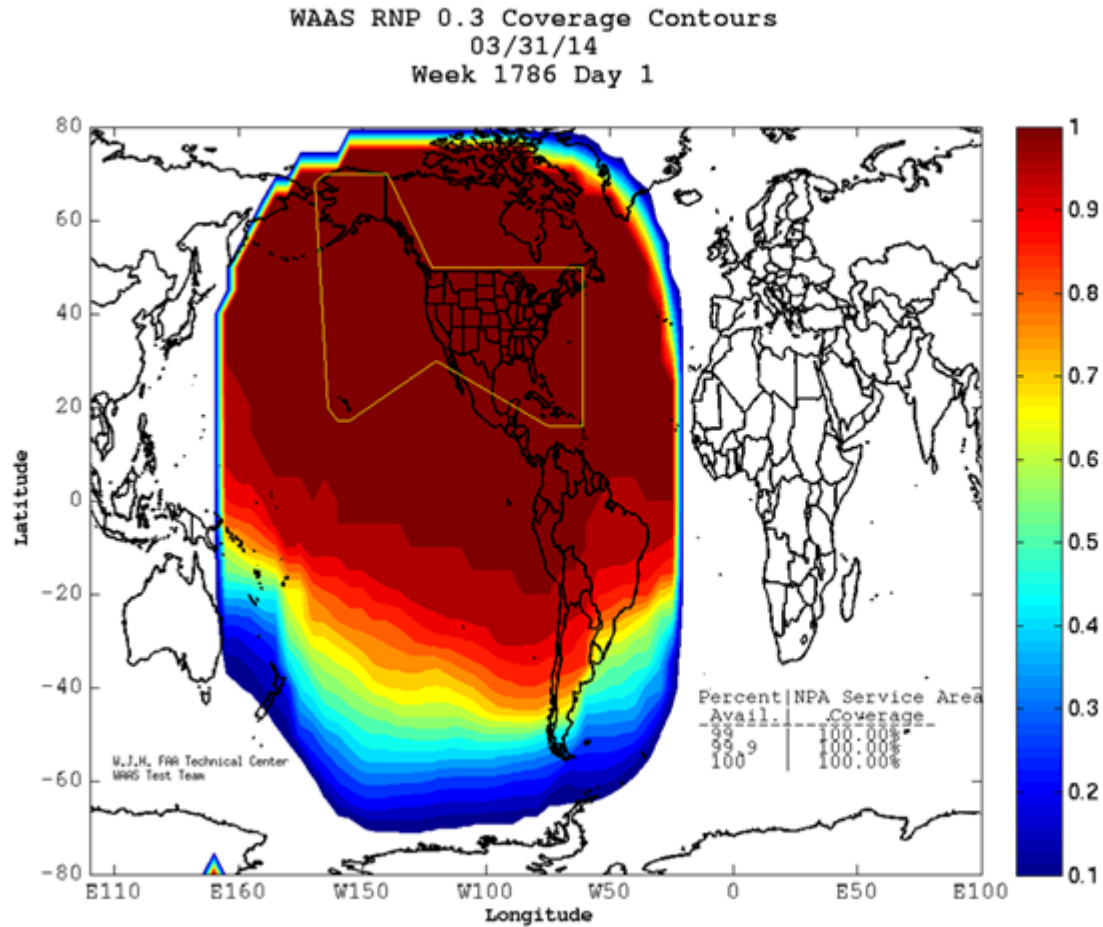 WAAS RNP 0.3 Coverage Contours
03/31/14
Week 1786 Day 1
80
60
40
20
0
-20
-40
-60
-80
Latitude
E110 E160 W150 W100 W50 0 E50 E100
Longitude
Percent|NPA Service Area
Avail.| Coverage
99 | 100.00%
99.9 | 100.00%
100 | 100.00%
W.J.H. FAA Technical Center
WAAS Test Team
1
0.9
0.8
0.7
0.6
0.5
0.4
0.3
0.2
0.1